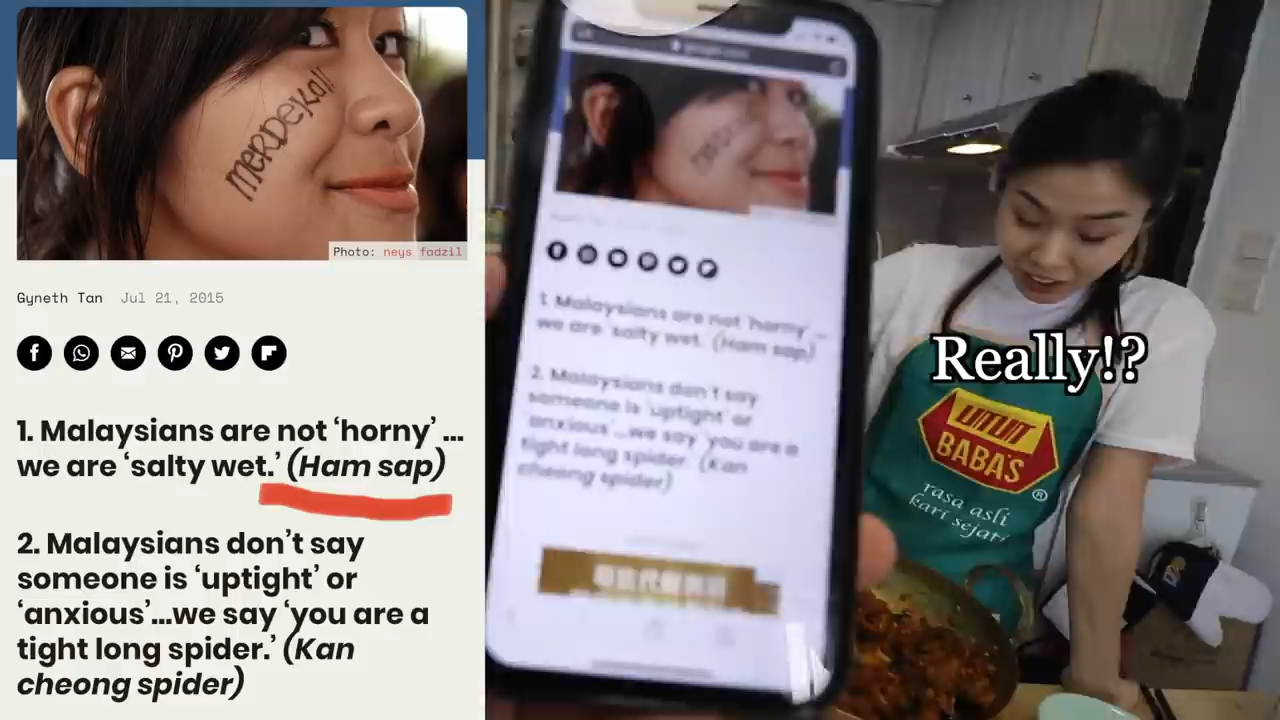 merdeka!!
Photo: neys fadzil
Gyneth Tan Jul 21, 2015
1. Malaysians are not ‘horny’ ...
we are ‘salty wet.’ (Ham sap)
2. Malaysians don’t say
someone is ‘uptight’ or
‘anxious’...we say ‘you are a
tight long spider.’ (Kan
cheong spider)
1. Malaysians are not ‘horny’ ...
we are ‘salty wet. (Ham sap)
2. Malaysians don’t say
someone is ‘uptight’ or
‘anxious’...we say ‘you are a
tight long spider. (Kan
cheong spider)
Really!?
BABA'S
®
rasa asli
kari sejati